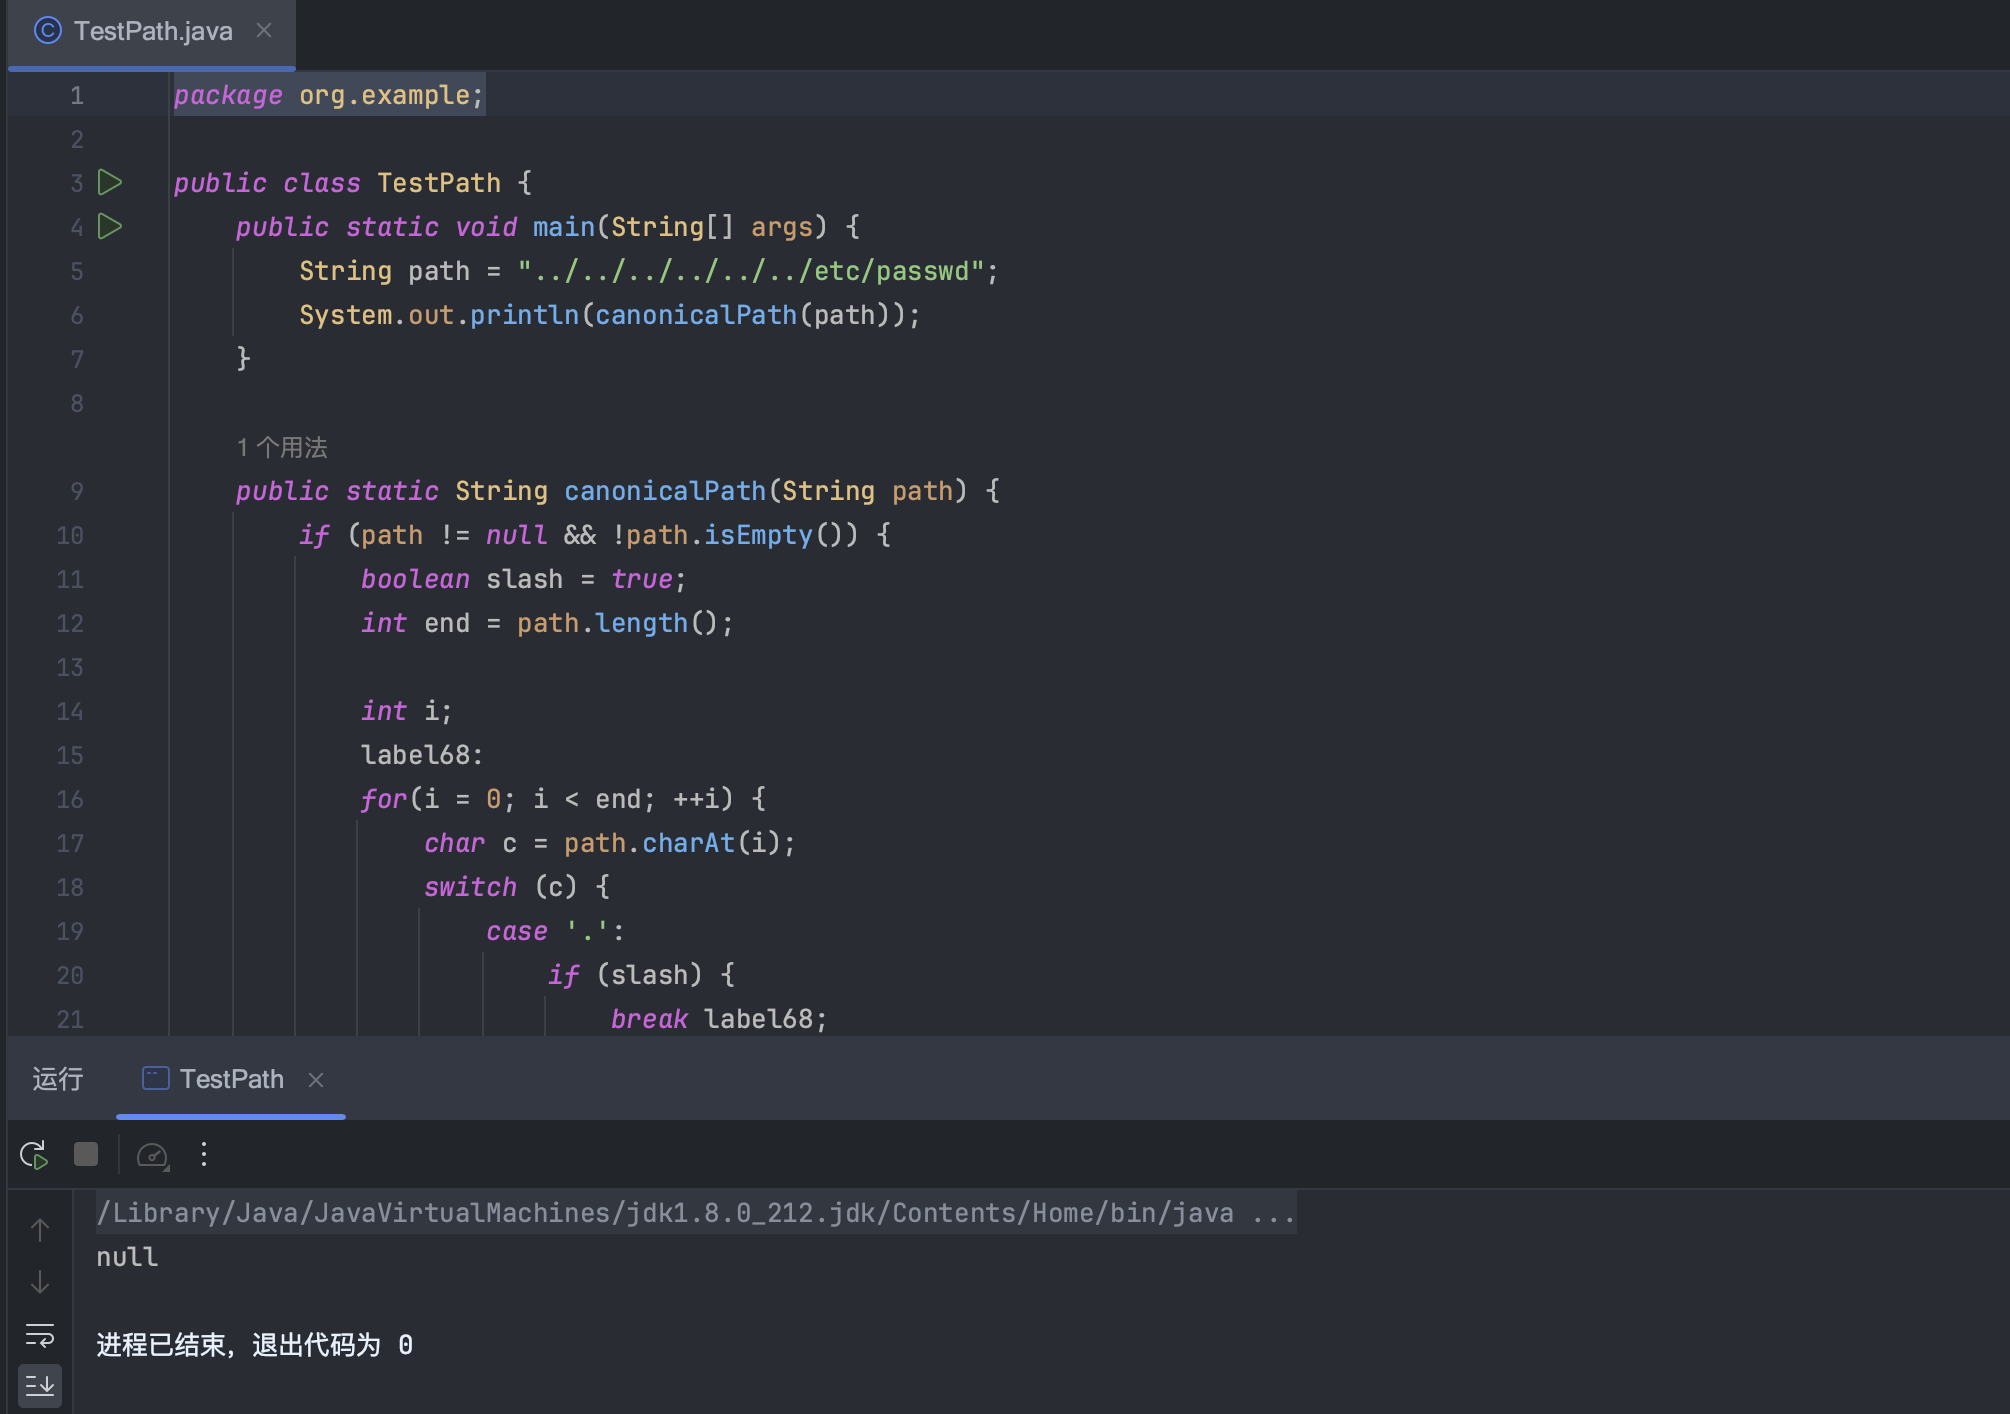 TestPath.java
1 package org.example;
2
3 public class TestPath {
4 public static void main(String[] args) {
5 String path = "../../../../../../etc/passwd";
6 System.out.println(canonicalPath(path));
7 }
8
1 个用法
9 public static String canonicalPath(String path) {
10 if (path != null && !path.isEmpty()) {
11 boolean slash = true;
12 int end = path.length();
13
14 int i;
15 label68:
16 for(i = 0; i < end; ++i) {
17 char c = path.charAt(i);
18 switch (c) {
19 case '.':
20 if (slash) {
21 break label68;
运行 TestPath
/Library/Java/JavaVirtualMachines/jdk1.8.0_212.jdk/Contents/Home/bin/java ...
null
进程已结束，退出代码为 0